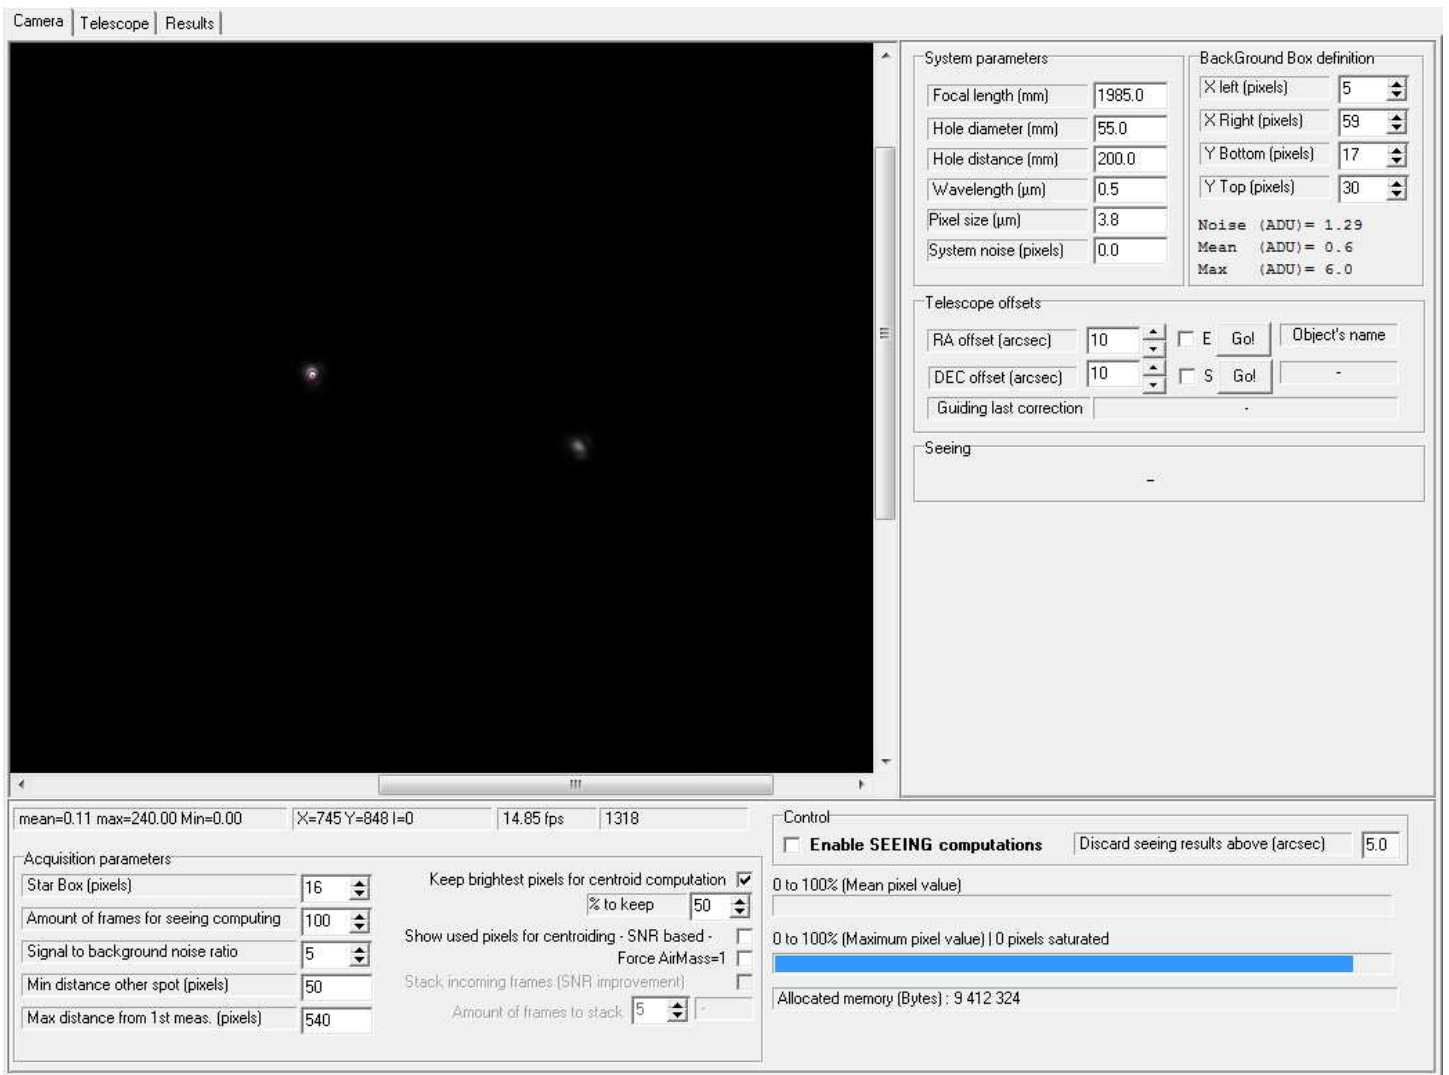 Camera Telescope Results
System parameters
Focal length (mm) 1985.0
Hole diameter (mm) 55.0
Hole distance (mm) 200.0
Wavelength (µm) 0.5
Pixel size (µm) 3.8
System noise (pixels) 0.0
BackGround Box definition
X left (pixels) 5
X Right (pixels) 59
Y Bottom (pixels) 17
Y Top (pixels) 30
Noise (ADU)= 1.29
Mean (ADU)= 0.6
Max (ADU)= 6.0
Telescope offsets
RA offset (arcsec) 10 E Go! Object's name
DEC offset (arcsec) 10 S Go! -
Guiding last correction -
Seeing
-
mean=0.11 max=240.00 Min=0.00 X=745 Y=848 I=0 14.85 fps 1318
Acquisition parameters
Star Box (pixels) 16
Amount of frames for seeing computing 100
Signal to background noise ratio 5
Min distance other spot (pixels) 50
Max distance from 1st meas. (pixels) 540
Keep brightest pixels for centroid computation
% to keep 50
Show used pixels for centroiding - SNR based -
Force AirMass=1
Stack incoming frames (SNR improvement)
Amount of frames to stack 5 -
Control
Enable SEEING computations Discard seeing results above (arcsec) 5.0
0 to 100% (Mean pixel value)
0 to 100% (Maximum pixel value) | 0 pixels saturated
Allocated memory (Bytes) : 9 412 324